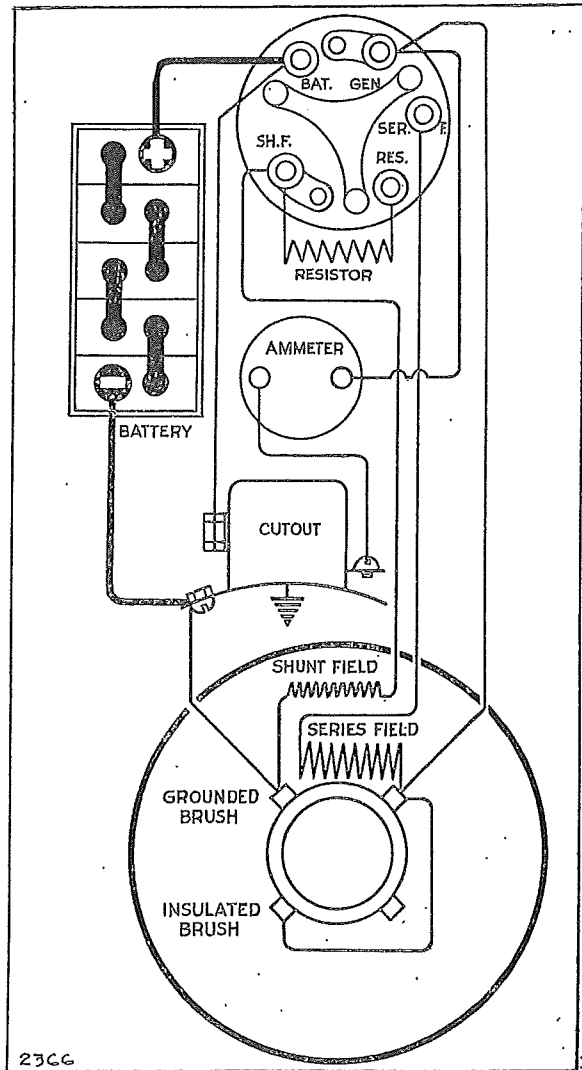 BAT. GEN.
SH.F.
SER. F.
RES.
RESISTOR
AMMETER
BATTERY
CUTOUT
SHUNT FIELD
SERIES FIELD
GROUNDED
BRUSH
INSULATED
BRUSH
2366